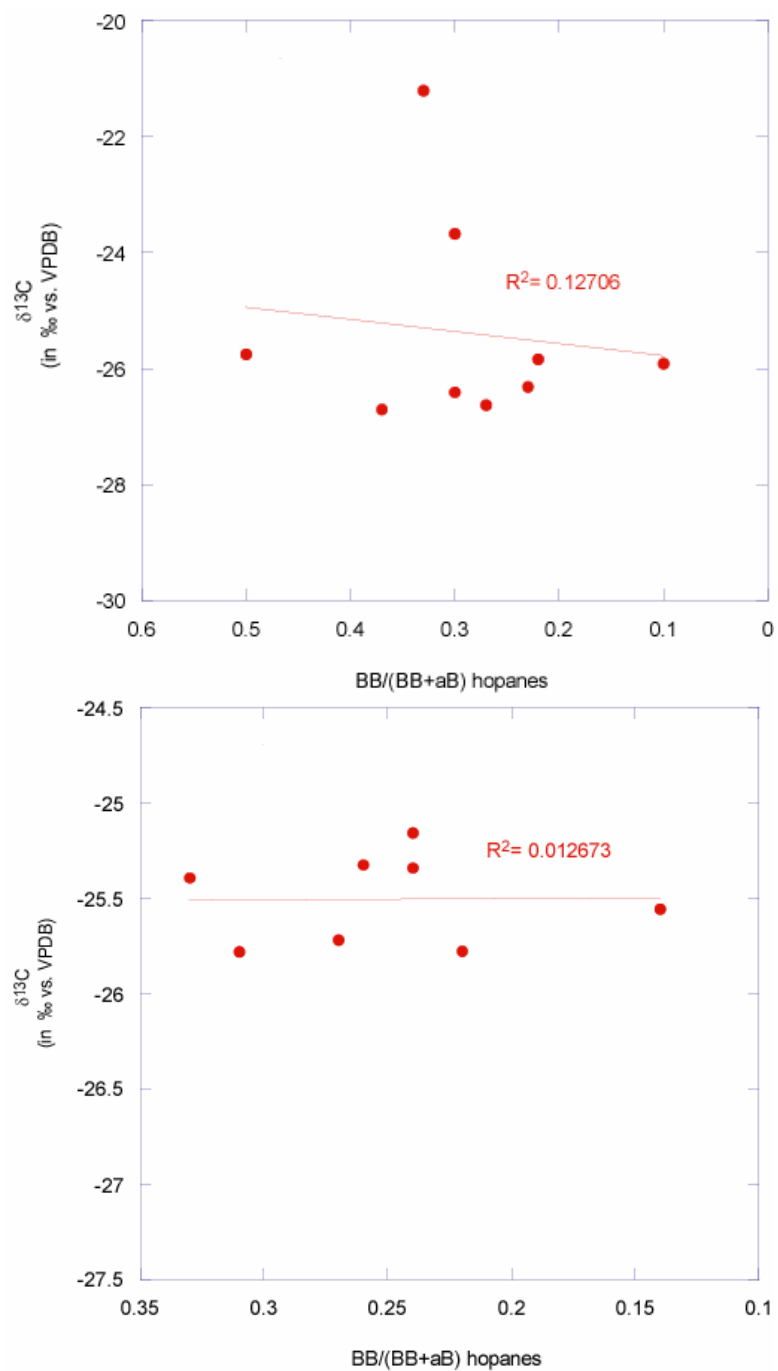 -20
-22
-24
-26
-28
-30
δ13C
(in ‰ vs. VPDB)
R2= 0.12706
0.6 0.5 0.4 0.3 0.2 0.1 0
BB/(BB+aB) hopanes
-24.5
-25
-25.5
-26
-26.5
-27
-27.5
δ13C
(in ‰ vs. VPDB)
R2= 0.012673
0.35 0.3 0.25 0.2 0.15 0.1
BB/(BB+aB) hopanes